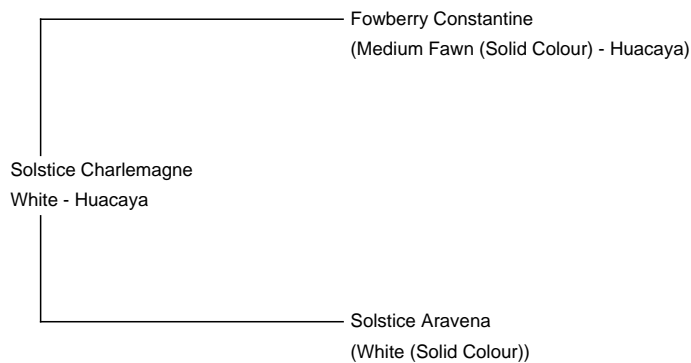 Fowberry Constantine
(Medium Fawn (Solid Colour) - Huacaya)
Solstice Charlemagne
White - Huacaya
Solstice Aravena
(White (Solid Colour))